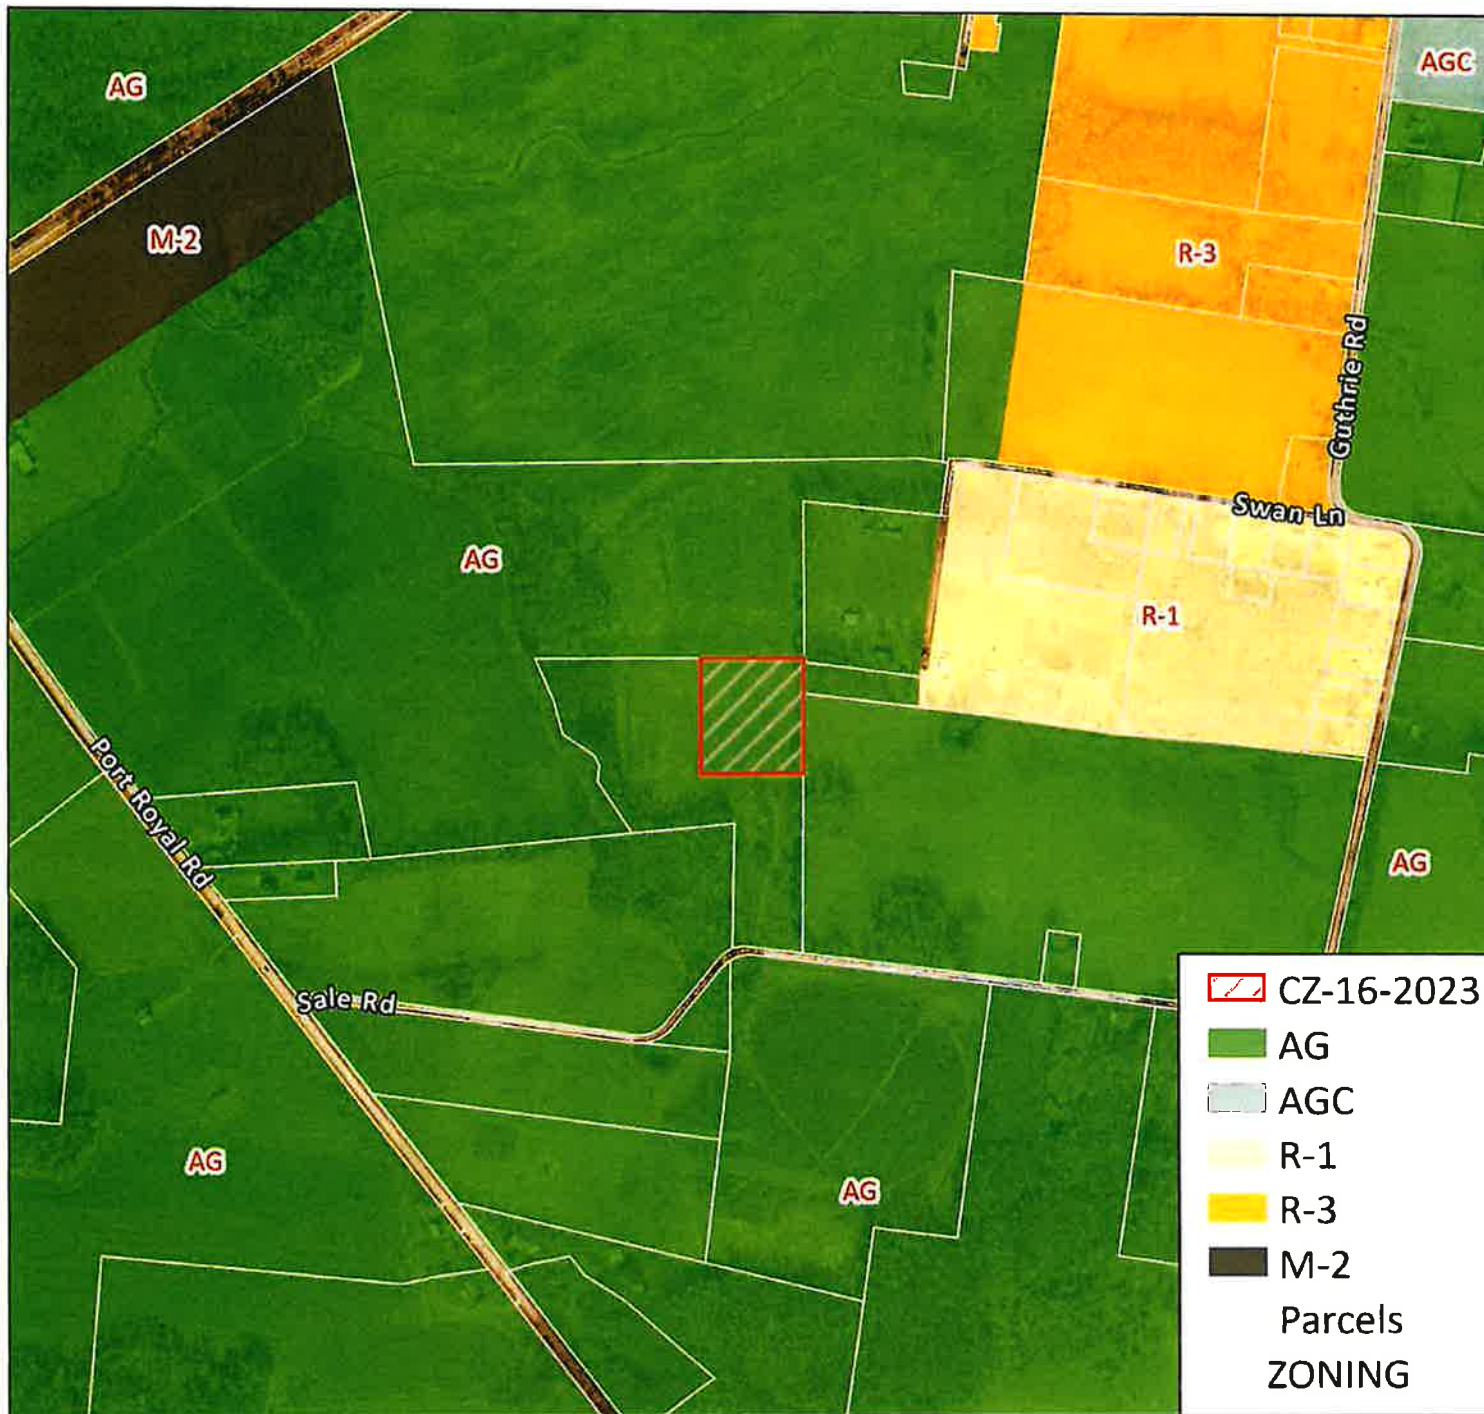 AG
AGC
M-2
R-3
Guthrie Rd
Swan Ln
AG
R-1
Port Royal Rd
AG
Sale Rd
AG
AG
CZ-16-2023
AG
AGC
R-1
R-3
M-2
Parcels
ZONING